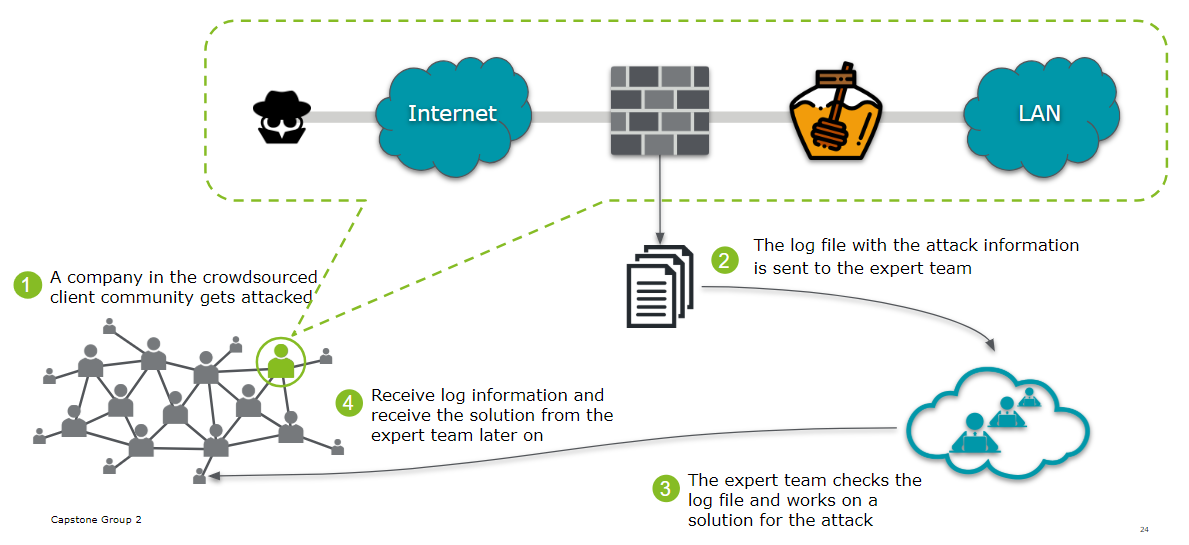 Internet
LAN
2
The log file with the attack information
is sent to the expert team
1
A company in the crowdsourced
client community gets attacked
4
Receive log information and
receive the solution from the
expert team later on
3
The expert team checks the
log file and works on a
solution for the attack
Capstone Group 2
24